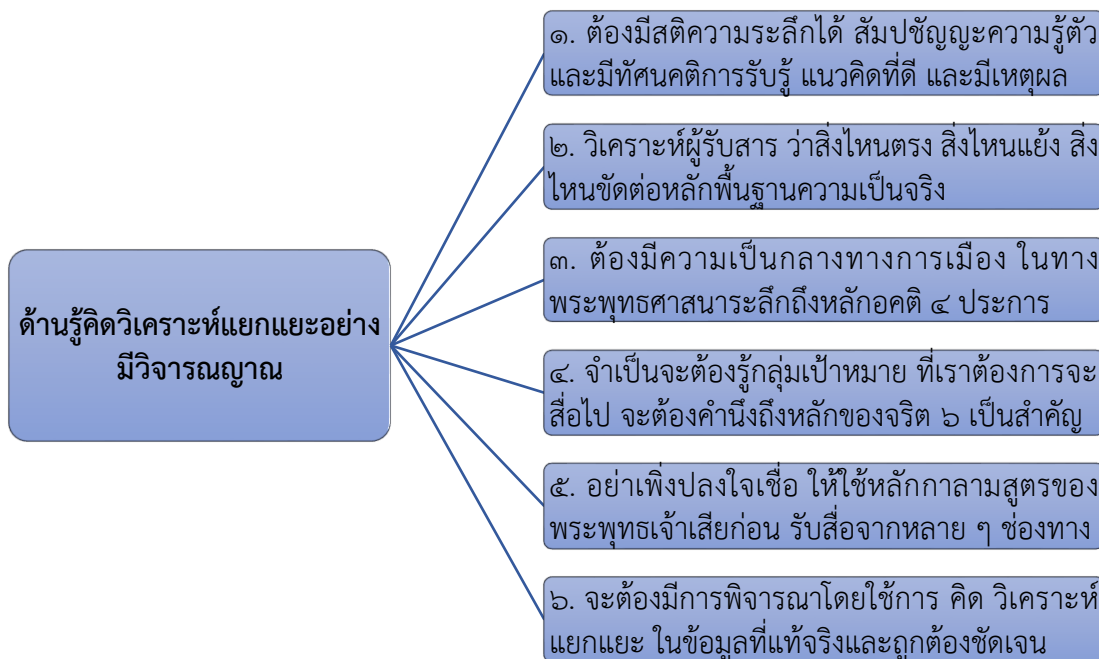 ด้านรู้คิดวิเคราะห์แยกแยะอย่าง
มีวิจารณญาณ
๑. ต้องมีสติความระลึกได้ สัมปชัญญะความรู้ตัว
และมีทัศนคติการรับรู้ แนวคิดที่ดี และมีเหตุผล
๒. วิเคราะห์ผู้รับสาร ว่าสิ่งไหนตรง สิ่งไหนแย้ง สิ่ง
ไหนขัดต่อหลักพื้นฐานความเป็นจริง
๓. ต้องมีความเป็นกลางทางการเมือง ในทาง
พระพุทธศาสนาระลึกถึงหลักอคติ ๔ ประการ
๔. จำเป็นจะต้องรู้กลุ่มเป้าหมาย ที่เราต้องการจะ
สื่อไป จะต้องคำนึงถึงหลักของจริต ๖ เป็นสำคัญ
๕. อย่าเพิ่งปลงใจเชื่อ ให้ใช้หลักกาลามสูตรของ
พระพุทธเจ้าเสียก่อน รับสื่อจากหลาย ๆ ช่องทาง
๖. จะต้องมีการพิจารณาโดยใช้การ คิด วิเคราะห์
แยกแยะ ในข้อมูลที่แท้จริงและถูกต้องชัดเจน